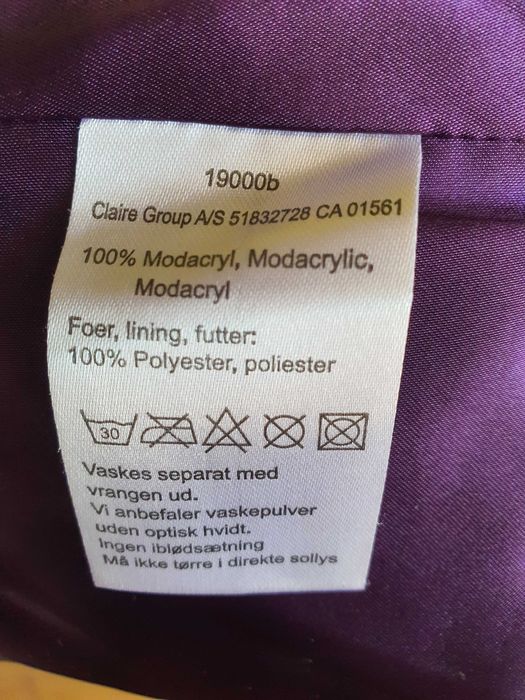 19000b
Claire Group A/S 51832728 CA 01561
100% Modacryl, Modacrylic,
Modacryl
Foer, lining, futter:
100% Polyester, poliester
30
Vaskes separat med
vrangen ud.
Vi anbefaler vaskepulver
uden optisk hvidt.
Ingen iblødsætning
Må ikke tørre i direkte sollys